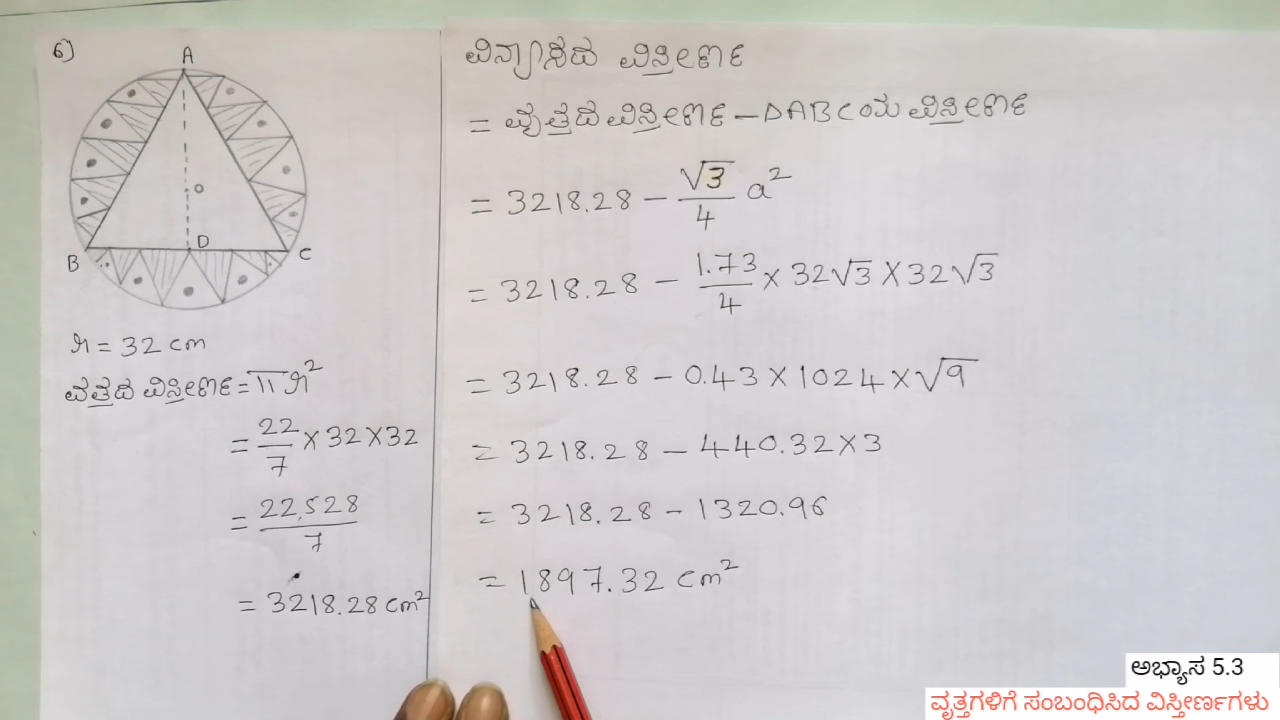 6)
A
O
D
B
C
r = 32 cm
ವೃತ್ತದ ವಿಸ್ತೀರ್ಣ = πr²
= 22/7 × 32 × 32
= 22,528/7
= 3218.28 cm²
ವಿನ್ಯಾಸದ ವಿಸ್ತೀರ್ಣ
= ವೃತ್ತದ ವಿಸ್ತೀರ್ಣ – ΔABC ಯ ವಿಸ್ತೀರ್ಣ
= 3218.28 – √3/4 a²
= 3218.28 – 1.73/4 × 32√3 × 32√3
= 3218.28 – 0.43 × 1024 × √9
= 3218.28 – 440.32 × 3
= 3218.28 – 1320.96
= 1897.32 cm²
ಅಭ್ಯಾಸ 5.3
ವೃತ್ತಗಳಿಗೆ ಸಂಬಂಧಿಸಿದ ವಿಸ್ತೀರ್ಣಗಳು